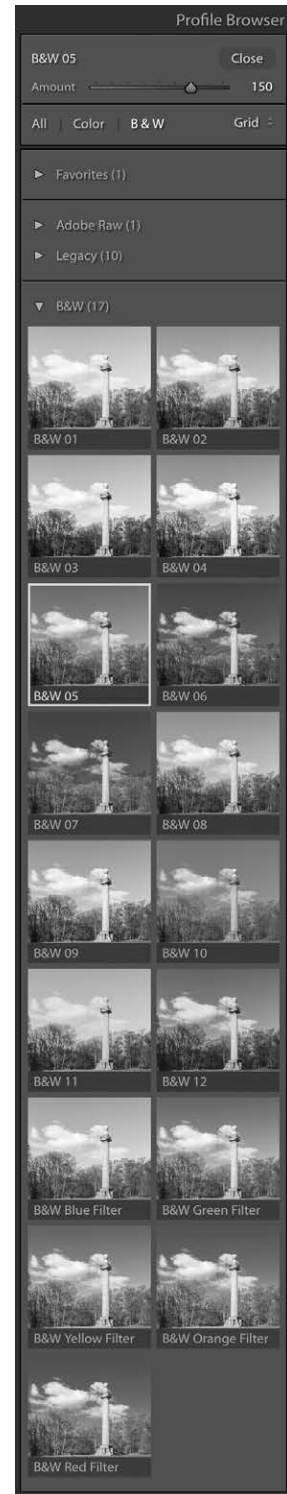 Profile Browser
B&W 05 Close
Amount 150
All | Color | B & W Grid
Favorites (1)
Adobe Raw (1)
Legacy (10)
B&W (17)
B&W 01 B&W 02
B&W 03 B&W 04
B&W 05 B&W 06
B&W 07 B&W 08
B&W 09 B&W 10
B&W 11 B&W 12
B&W Blue Filter B&W Green Filter
B&W Yellow Filter B&W Orange Filter
B&W Red Filter